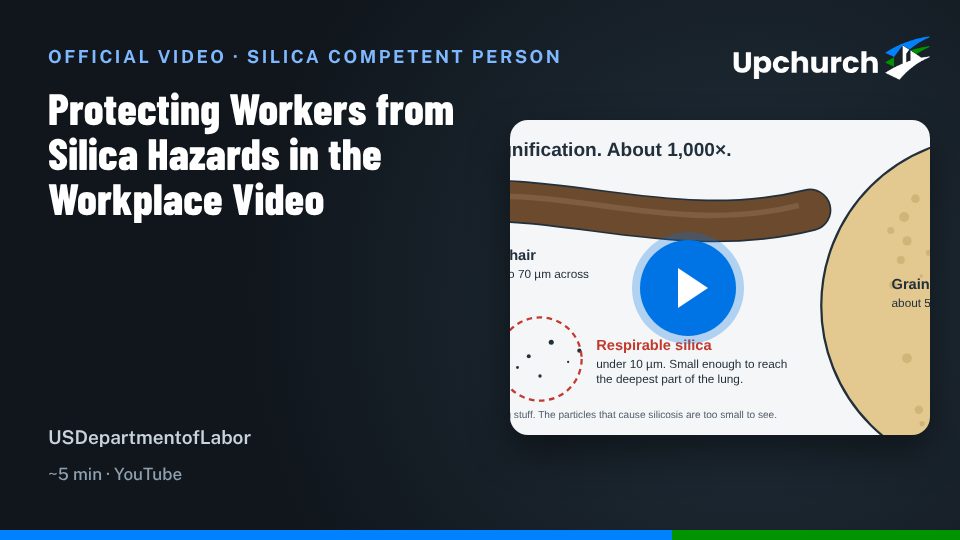 OFFICIAL VIDEO · SILICA COMPETENT PERSON
Upchurch
Protecting Workers from
Silica Hazards in the
Workplace Video
nification. About 1,000×.
hair
70 µm across
Grain
about 5
Respirable silica
under 10 µm. Small enough to reach
the deepest part of the lung.
stuff. The particles that cause silicosis are too small to see.
USDepartmentofLabor
~5 min · YouTube